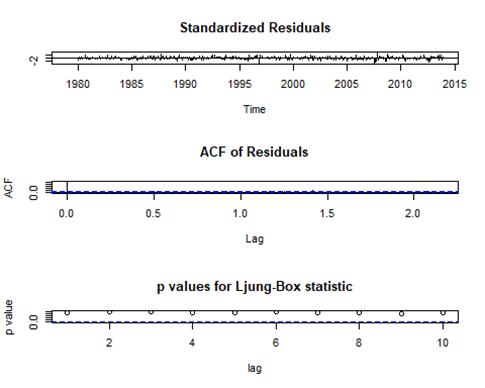 Standardized Residuals
-2
1980 1985 1990 1995 2000 2005 2010 2015
Time
ACF of Residuals
ACF
0.0
0.0 0.5 1.0 1.5 2.0
Lag
p values for Ljung-Box statistic
p value
0.0
2 4 6 8 10
lag